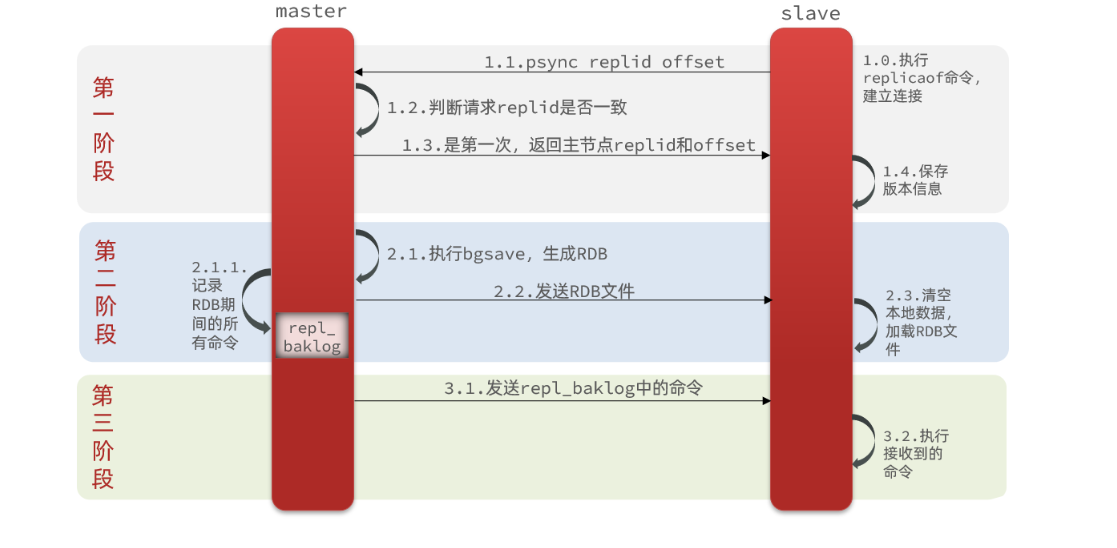 master
slave
第一阶段
1.0.执行
replicaof命令，
建立连接
1.1.psync replid offset
1.2.判断请求replid是否一致
1.3.是第一次，返回主节点replid和offset
1.4.保存
版本信息
第二阶段
2.1.执行bgsave，生成RDB
2.1.1.
记录
RDB期
间的所
有命令
repl_
baklog
2.2.发送RDB文件
2.3.清空
本地数据，
加载RDB文
件
第三阶段
3.1.发送repl_baklog中的命令
3.2.执行
接收到的
命令